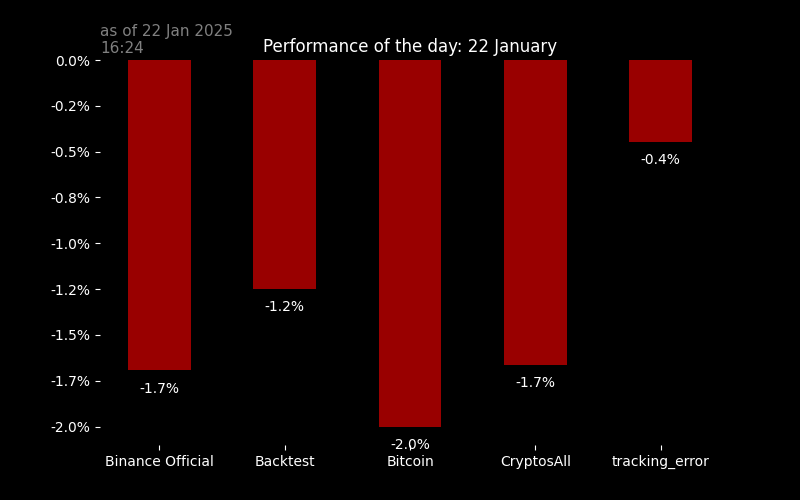 as of 22 Jan 2025
16:24
Performance of the day: 22 January
0.0%
-0.2%
-0.5%
-0.8%
-1.0%
-1.2%
-1.5%
-1.7%
-2.0%
-1.7%
-1.2%
-2.0%
-1.7%
-0.4%
Binance Official
Backtest
Bitcoin
CryptosAll
tracking_error